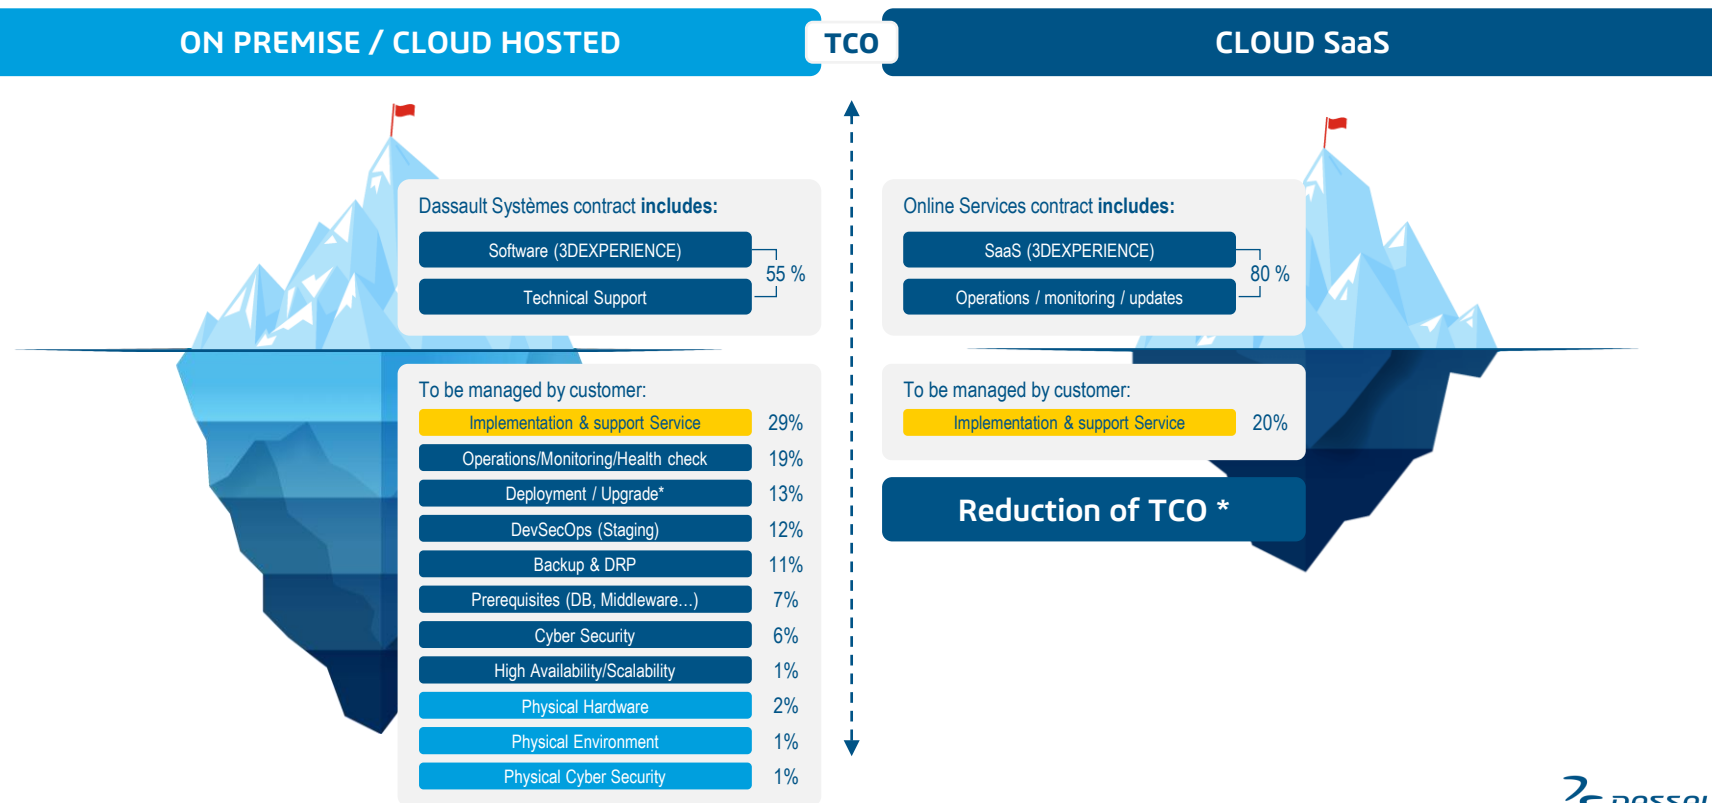 ON PREMISE / CLOUD HOSTED
TCO
CLOUD SaaS
Dassault Systèmes contract includes:
Software (3DEXPERIENCE)
Technical Support
55 %
To be managed by customer:
Implementation & support Service 29%
Operations/Monitoring/Health check 19%
Deployment / Upgrade* 13%
DevSecOps (Staging) 12%
Backup & DRP 11%
Prerequisites (DB, Middleware...) 7%
Cyber Security 6%
High Availability/Scalability 1%
Physical Hardware 2%
Physical Environment 1%
Physical Cyber Security 1%
Online Services contract includes:
SaaS (3DEXPERIENCE)
Operations / monitoring / updates
80 %
To be managed by customer:
Implementation & support Service 20%
Reduction of TCO *